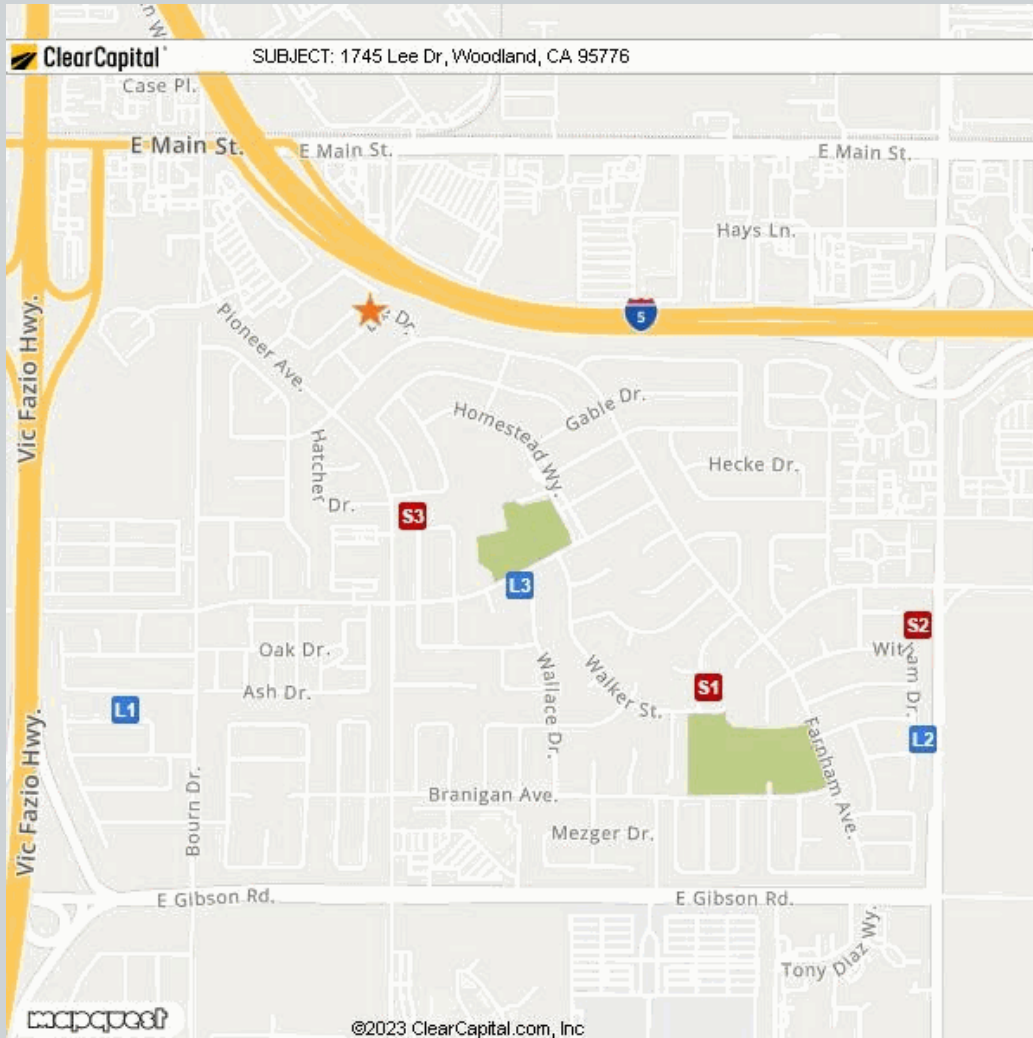 ClearCapital
SUBJECT: 1745 Lee Dr, Woodland, CA 95776
Case Pl.
E Main St.
E Main St.
E Main St.
Hays Ln.
5
Dr.
Pioneer Ave.
Vic Fazio Hwy.
Gable Dr.
Homestead Wy.
Hatcher Dr.
Hecke Dr.
S3
L3
S2
Oak Dr.
Ash Dr.
Wallace Dr.
Walker St.
S1
L1
L2
Farnham Ave.
Vic Fazio Hwy.
Bourn Dr.
Branigan Ave.
Mezger Dr.
E Gibson Rd.
E Gibson Rd.
Tony Diaz Wy.
mapquest
©2023 ClearCapital.com, Inc